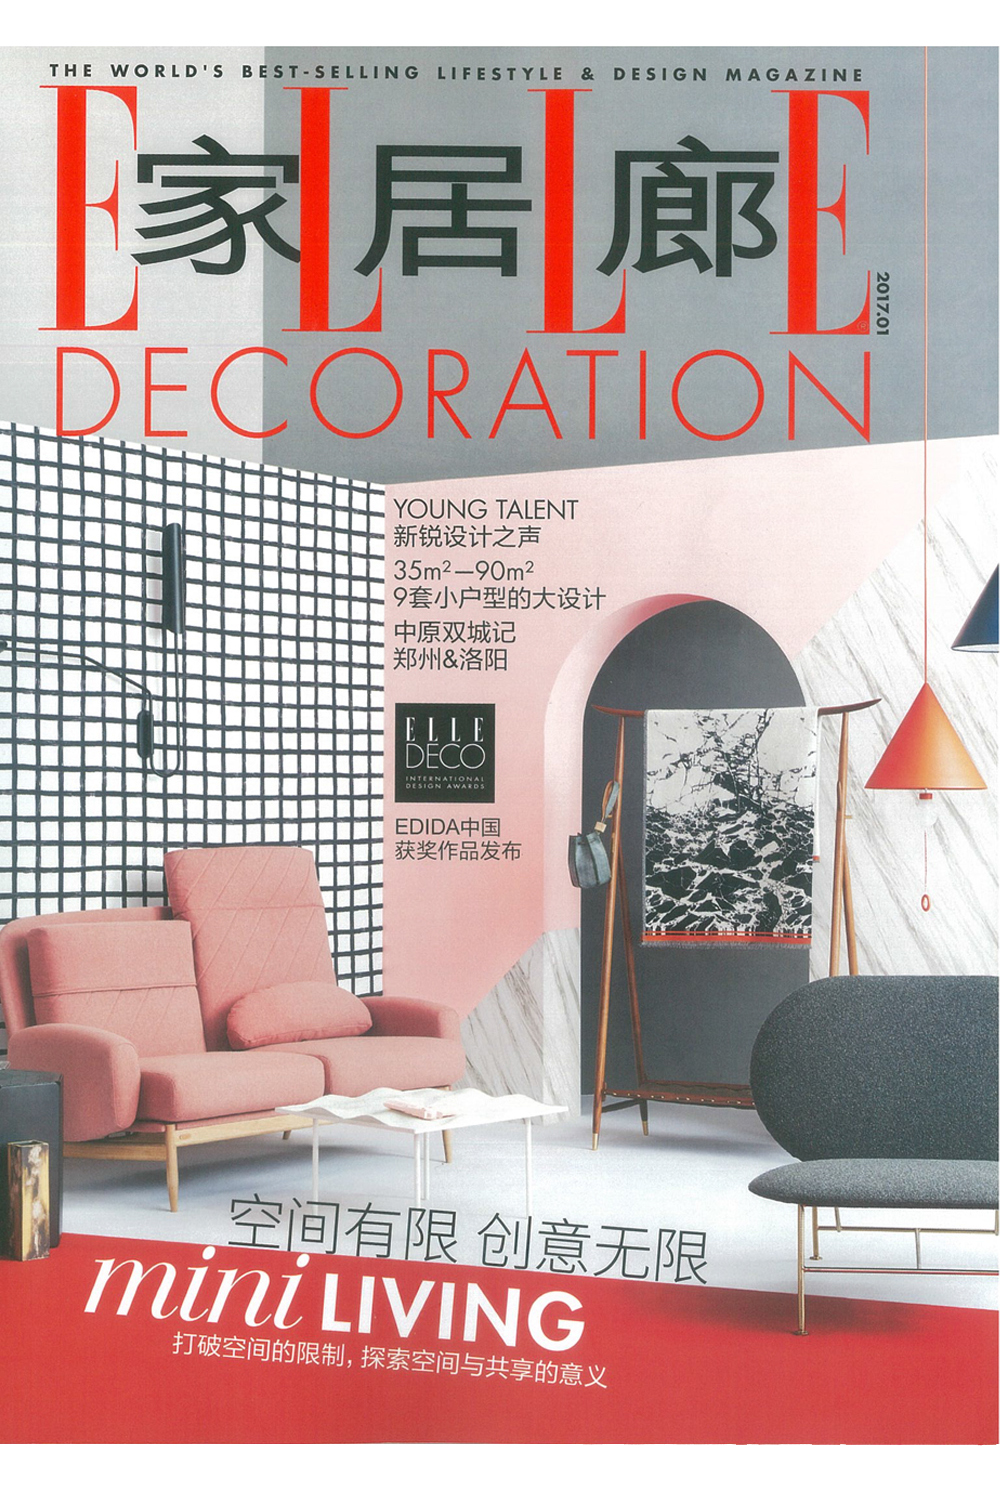 THE WORLD'S BEST-SELLING LIFESTYLE & DESIGN MAGAZINE
ELLE
家居廊
2017.01
DECORATION
YOUNG TALENT
新锐设计之声
35m²—90m²
9套小户型的大设计
中原双城记
郑州&洛阳
ELLE
DECO
INTERNATIONAL
DESIGN AWARDS
EDIDA中国
获奖作品发布
空间有限 创意无限
mini LIVING
打破空间的限制，探索空间与共享的意义